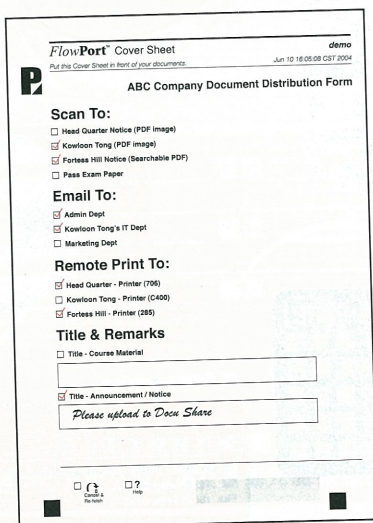 FlowPort™ Cover Sheet
demo
Put this Cover Sheet in front of your documents.
Jun 10 16:05:08 CST 2004
P
ABC Company Document Distribution Form
Scan To:
Head Quarter Notice (PDF image)
Kowloon Tong (PDF image)
Fortess Hill Notice (Searchable PDF)
Pass Exam Paper
Email To:
Admin Dept
Kowloon Tong's IT Dept
Marketing Dept
Remote Print To:
Head Quarter - Printer (706)
Kowloon Tong - Printer (C400)
Fortess Hill - Printer (285)
Title & Remarks
Title - Course Material
Title - Announcement / Notice
Please upload to Docu Share
Cancel &
Re-fetch
?
Help